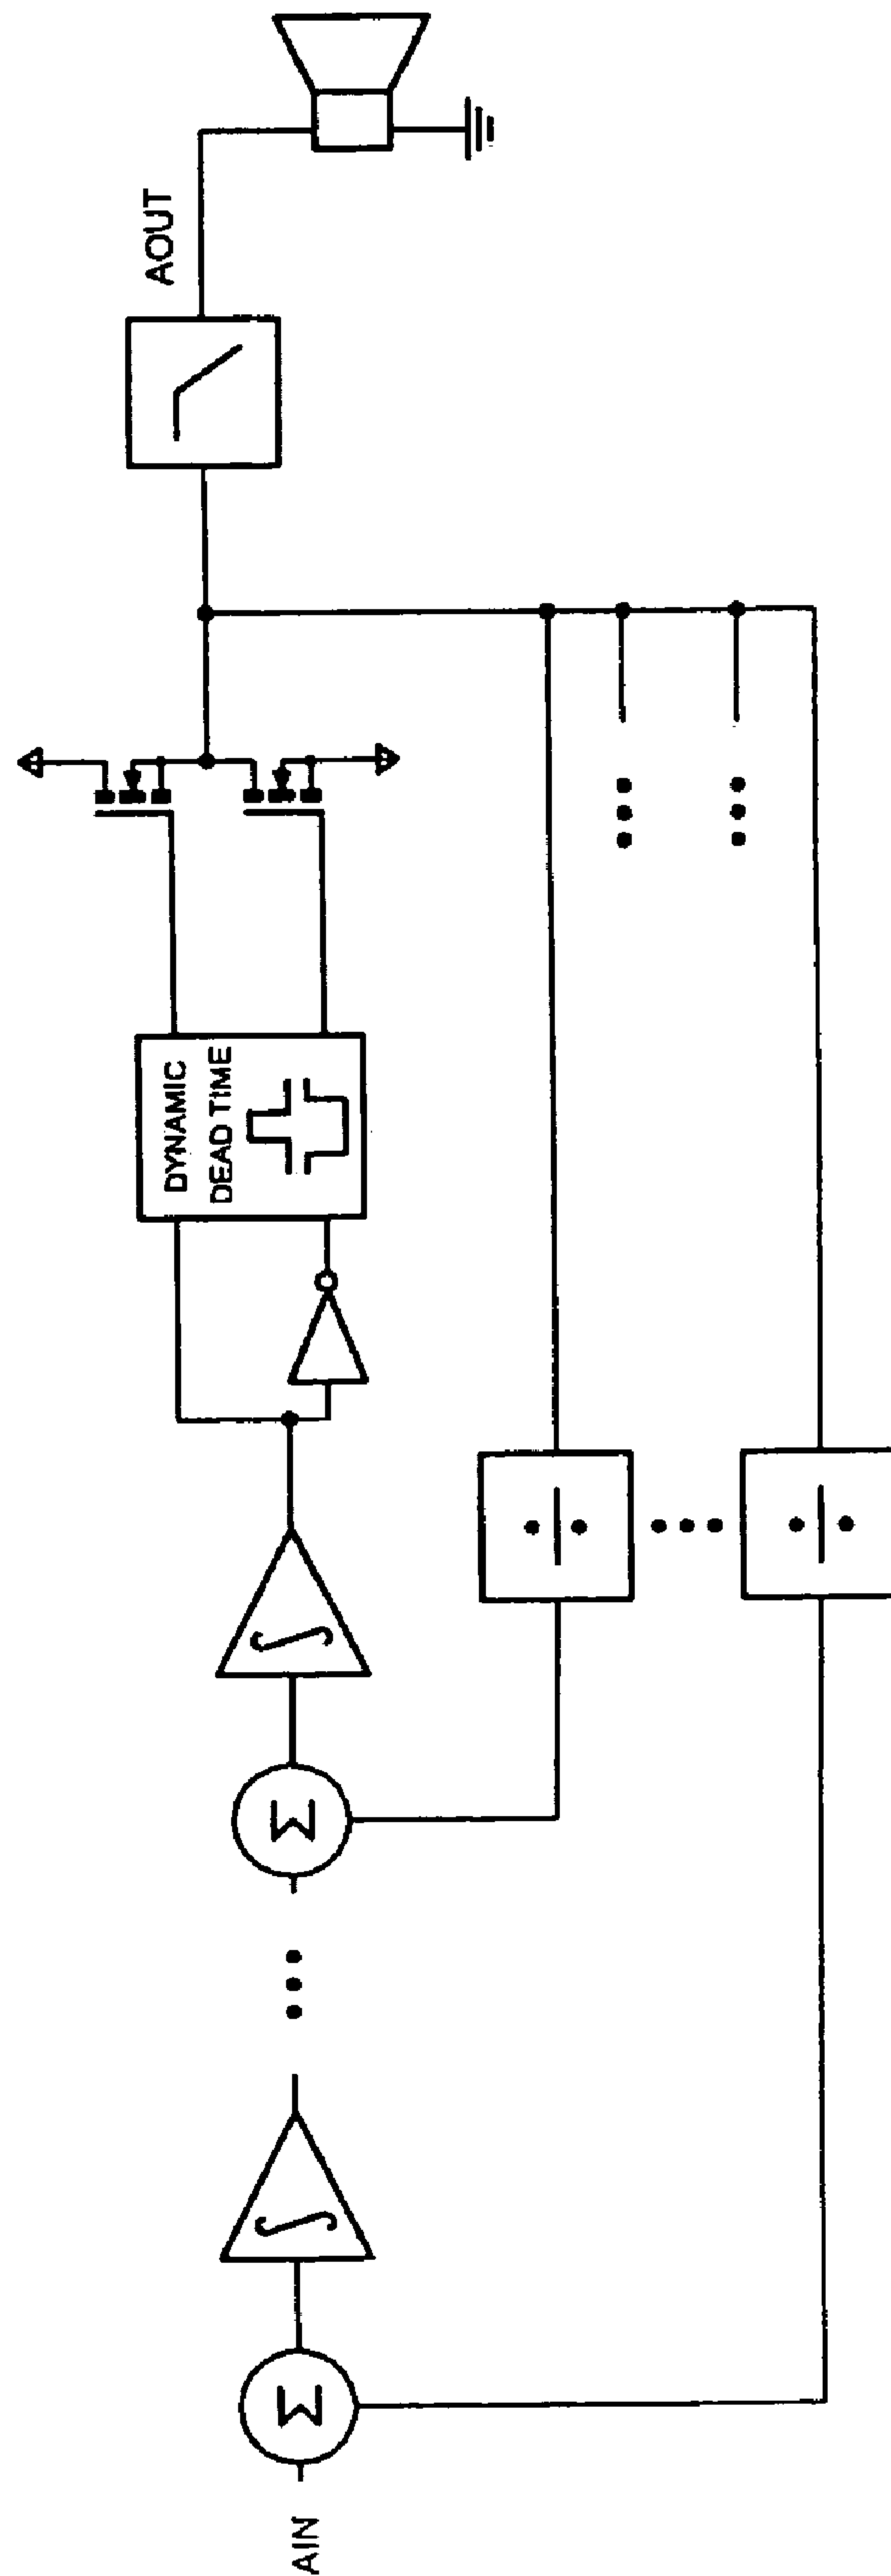 AIN
Σ
∫
Σ
∫
DYNAMIC
DEAD TIME
÷
÷
AOUT